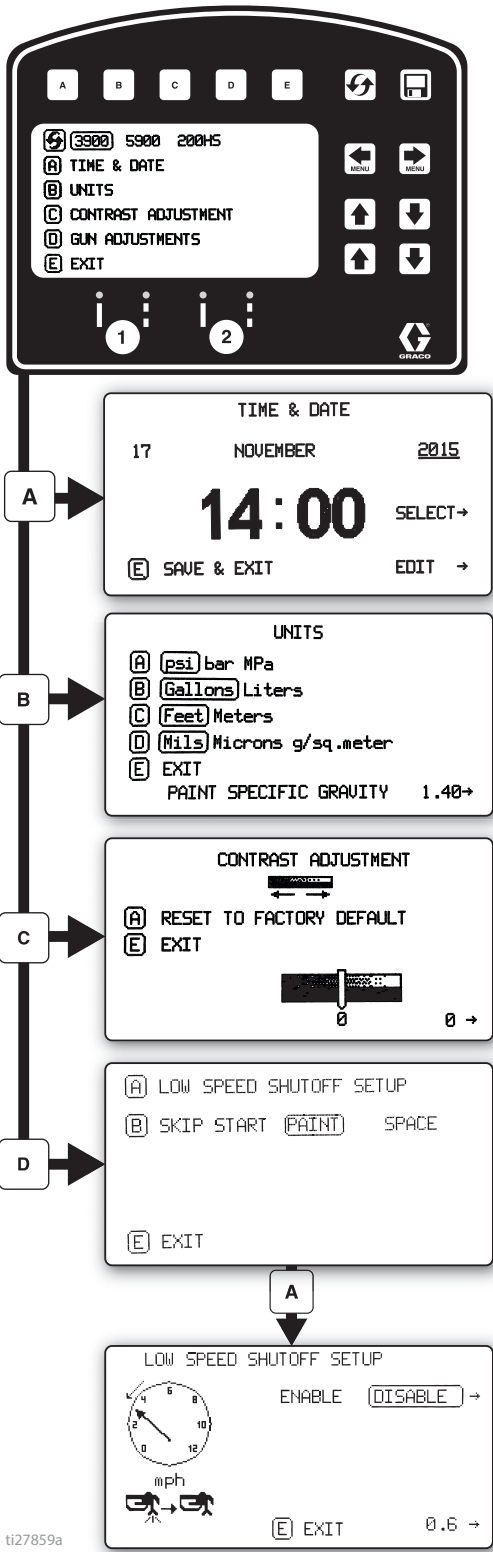 A B C D E
3900 5900 200HS
A TIME & DATE
B UNITS
C CONTRAST ADJUSTMENT
D GUN ADJUSTMENTS
E EXIT
MENU MENU
1 2
GRACO
A
TIME & DATE
17 NOVEMBER 2015
14:00
SELECT→
E SAVE & EXIT EDIT →
B
UNITS
A psi bar MPa
B Gallons Liters
C Feet Meters
D Mils Microns g/sq.meter
E EXIT
PAINT SPECIFIC GRAVITY 1.40→
C
CONTRAST ADJUSTMENT
A RESET TO FACTORY DEFAULT
E EXIT
0 0 →
D
A LOW SPEED SHUTOFF SETUP
B SKIP START PAINT SPACE
E EXIT
A
LOW SPEED SHUTOFF SETUP
ENABLE DISABLE →
0 2 4 6 8 10 12
mph
E EXIT 0.6 →
ti27859a